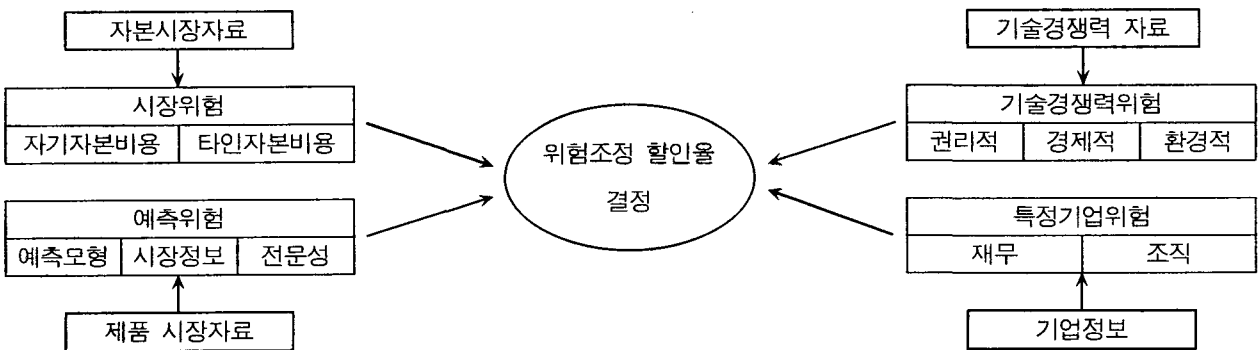 자본시장자료
시장위험
자기자본비용 타인자본비용
예측위험
예측모형 시장정보 전문성
제품 시장자료
위험조정 할인율
결정
기술경쟁력 자료
기술경쟁력위험
권리적 경제적 환경적
특정기업위험
재무 조직
기업정보